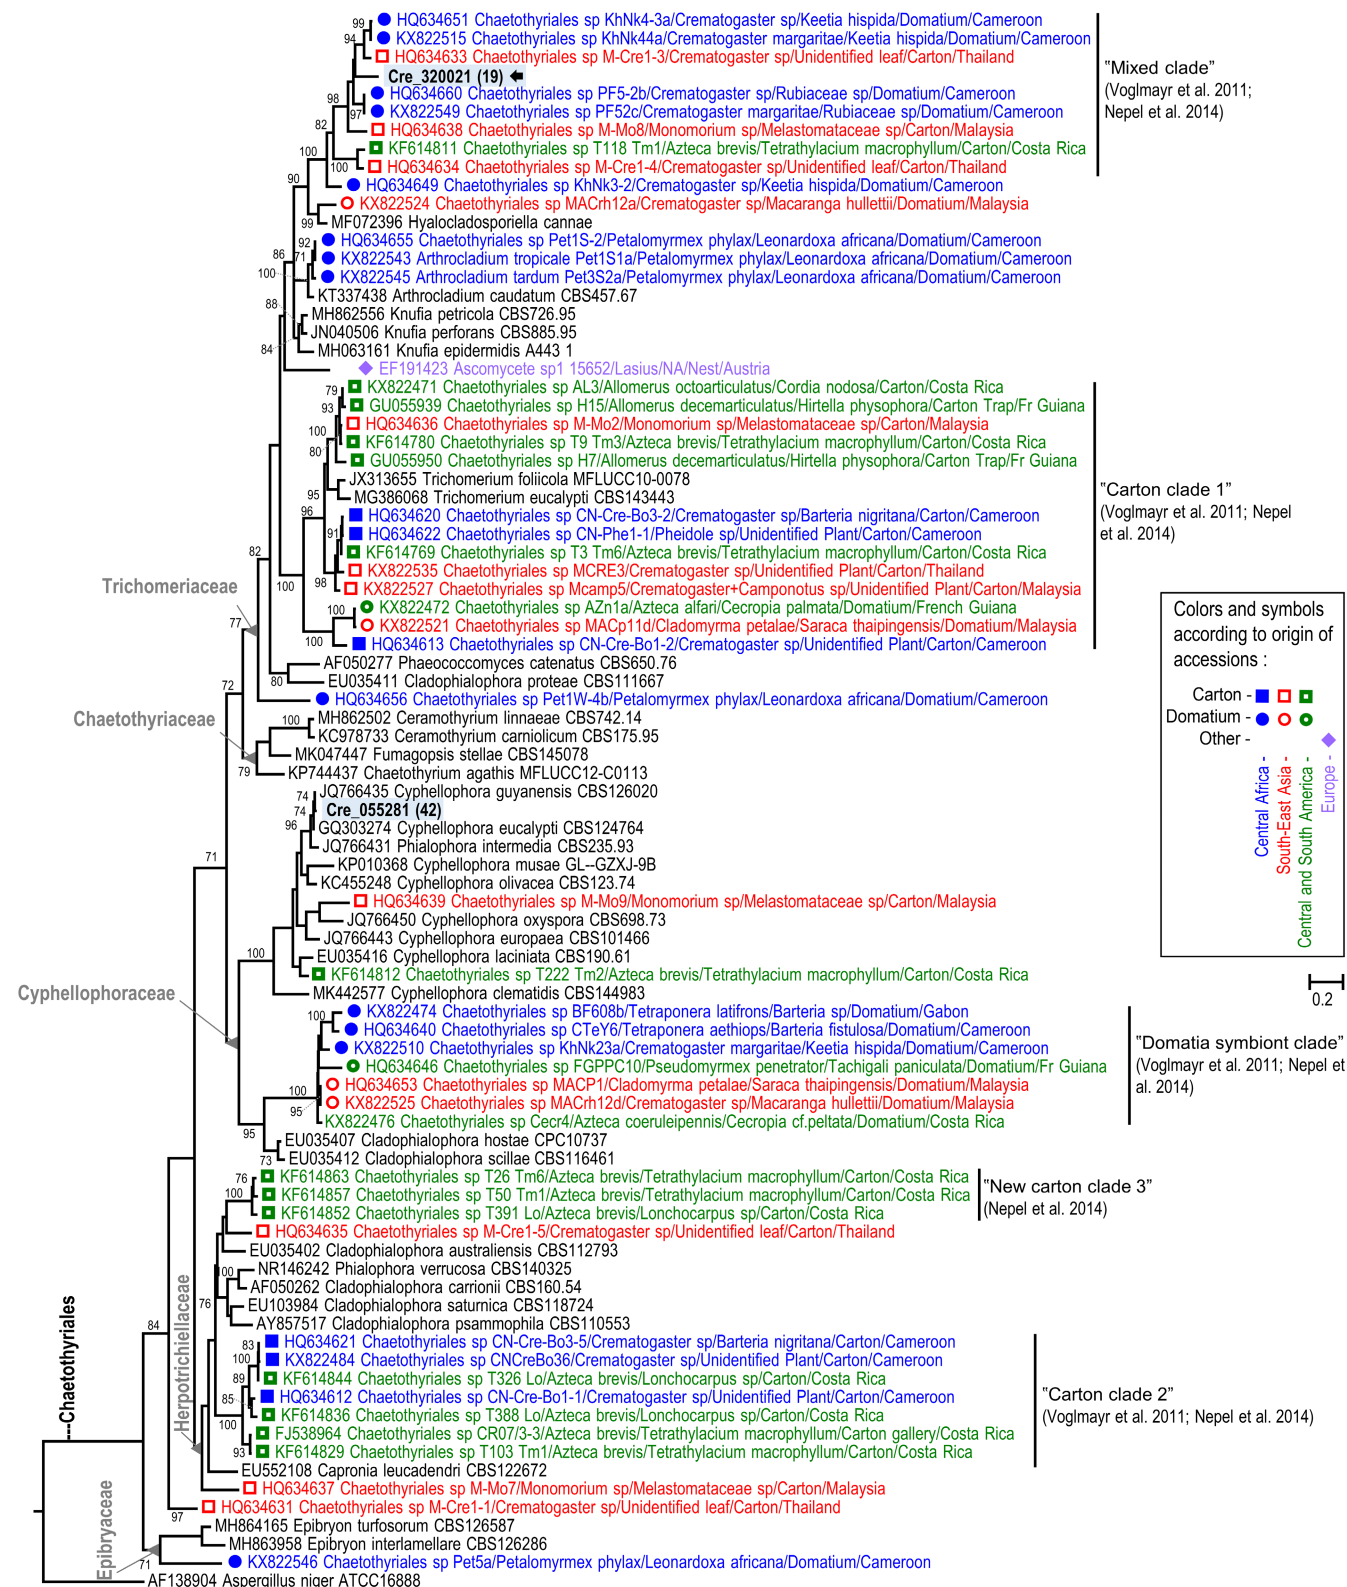 HQ634651 Chaetothyriales sp KhNk4-3a/Crematogaster sp/Keetia hispida/Domatium/Cameroon
KX822515 Chaetothyriales sp KhNk44a/Crematogaster margaritae/Keetia hispida/Domatium/Cameroon
HQ634633 Chaetothyriales sp M-Cre1-3/Crematogaster sp/Unidentified leaf/Carton/Thailand
Cre_320021 (19)
HQ634660 Chaetothyriales sp PF5-2b/Crematogaster sp/Rubiaceae sp/Domatium/Cameroon
KX822549 Chaetothyriales sp PF52c/Crematogaster margaritae/Rubiaceae sp/Domatium/Cameroon
HQ634638 Chaetothyriales sp M-Mo8/Monomorium sp/Melastomataceae sp/Carton/Malaysia
KF614811 Chaetothyriales sp T118 Tm1/Azteca brevis/Tetrathylacium macrophyllum/Carton/Costa Rica
HQ634634 Chaetothyriales sp M-Cre1-4/Crematogaster sp/Unidentified leaf/Carton/Thailand
HQ634649 Chaetothyriales sp KhNk3-2/Crematogaster sp/Keetia hispida/Domatium/Cameroon
KX822524 Chaetothyriales sp MACrh12a/Crematogaster sp/Macaranga hullettii/Domatium/Malaysia
MF072396 Hyalocladosporiella cannae
HQ634655 Chaetothyriales sp Pet1S-2/Petalomyrmex phylax/Leonardoxa africana/Domatium/Cameroon
KX822543 Arthrocladium tropicale Pet1S1a/Petalomyrmex phylax/Leonardoxa africana/Domatium/Cameroon
KX822545 Arthrocladium tardum Pet3S2a/Petalomyrmex phylax/Leonardoxa africana/Domatium/Cameroon
KT337438 Arthrocladium caudatum CBS457.67
MH862556 Knufia petricola CBS726.95
JN040506 Knufia perforans CBS885.95
MH063161 Knufia epidermidis A443 1
EF191423 Ascomycete sp1 15652/Lasius/NA/Nest/Austria
KX822471 Chaetothyriales sp AL3/Allomerus octoarticulatus/Cordia nodosa/Carton/Costa Rica
GU055939 Chaetothyriales sp H15/Allomerus decemarticulatus/Hirtella physophora/Carton Trap/Fr Guiana
HQ634636 Chaetothyriales sp M-Mo2/Monomorium sp/Melastomataceae sp/Carton/Malaysia
KF614780 Chaetothyriales sp T9 Tm3/Azteca brevis/Tetrathylacium macrophyllum/Carton/Costa Rica
GU055950 Chaetothyriales sp H7/Allomerus decemarticulatus/Hirtella physophora/Carton Trap/Fr Guiana
JX313655 Trichomerium foliicola MFLUCC10-0078
MG386068 Trichomerium eucalypti CBS143443
HQ634620 Chaetothyriales sp CN-Cre-Bo3-2/Crematogaster sp/Barteria nigritana/Carton/Cameroon
HQ634622 Chaetothyriales sp CN-Phe1-1/Pheidole sp/Unidentified Plant/Carton/Cameroon
KF614769 Chaetothyriales sp T3 Tm6/Azteca brevis/Tetrathylacium macrophyllum/Carton/Costa Rica
KX822535 Chaetothyriales sp MCRE3/Crematogaster sp/Unidentified Plant/Carton/Thailand
KX822527 Chaetothyriales sp Mcamp5/Crematogaster+Camponotus sp/Unidentified Plant/Carton/Malaysia
KX822472 Chaetothyriales sp AZn1a/Azteca alfari/Cecropia palmata/Domatium/French Guiana
KX822521 Chaetothyriales sp MACp11d/Cladomyrma petalae/Saraca thaipingensis/Domatium/Malaysia
HQ634613 Chaetothyriales sp CN-Cre-Bo1-2/Crematogaster sp/Unidentified Plant/Carton/Cameroon
AF050277 Phaeococcomyces catenatus CBS650.76
EU035411 Cladophialophora proteae CBS111667
HQ634656 Chaetothyriales sp Pet1W-4b/Petalomyrmex phylax/Leonardoxa africana/Domatium/Cameroon
MH862502 Ceramothyrium linnaeae CBS742.14
KC978733 Ceramothyrium carniolicum CBS175.95
MK047447 Fumagopsis stellae CBS145078
KP744437 Chaetothyrium agathis MFLUCC12-C0113
JQ766435 Cyphellophora guyanensis CBS126020
Cre_055281 (42)
GQ303274 Cyphellophora eucalypti CBS124764
JQ766431 Phialophora intermedia CBS235.93
KP010368 Cyphellophora musae GL--GZXJ-9B
KC455248 Cyphellophora olivacea CBS123.74
HQ634639 Chaetothyriales sp M-Mo9/Monomorium sp/Melastomataceae sp/Carton/Malaysia
JQ766450 Cyphellophora oxyspora CBS698.73
JQ766443 Cyphellophora europaea CBS101466
EU035416 Cyphellophora laciniata CBS190.61
KF614812 Chaetothyriales sp T222 Tm2/Azteca brevis/Tetrathylacium macrophyllum/Carton/Costa Rica
MK442577 Cyphellophora clematidis CBS144983
KX822474 Chaetothyriales sp BF608b/Tetraponera latifrons/Barteria sp/Domatium/Gabon
HQ634640 Chaetothyriales sp CTeY6/Tetraponera aethiops/Barteria fistulosa/Domatium/Cameroon
KX822510 Chaetothyriales sp KhNk23a/Crematogaster margaritae/Keetia hispida/Domatium/Cameroon
HQ634646 Chaetothyriales sp FGPPC10/Pseudomyrmex penetrator/Tachigali paniculata/Domatium/Fr Guiana
HQ634653 Chaetothyriales sp MACP1/Cladomyrma petalae/Saraca thaipingensis/Domatium/Malaysia
KX822525 Chaetothyriales sp MACrh12d/Crematogaster sp/Macaranga hullettii/Domatium/Malaysia
KX822476 Chaetothyriales sp Cecr4/Azteca coeruleipennis/Cecropia cf.peltata/Domatium/Costa Rica
EU035407 Cladophialophora hostae CPC10737
EU035412 Cladophialophora scillae CBS116461
KF614863 Chaetothyriales sp T26 Tm6/Azteca brevis/Tetrathylacium macrophyllum/Carton/Costa Rica
KF614857 Chaetothyriales sp T50 Tm1/Azteca brevis/Tetrathylacium macrophyllum/Carton/Costa Rica
KF614852 Chaetothyriales sp T391 Lo/Azteca brevis/Lonchocarpus sp/Carton/Costa Rica
HQ634635 Chaetothyriales sp M-Cre1-5/Crematogaster sp/Unidentified leaf/Carton/Thailand
EU035402 Cladophialophora australiensis CBS112793
NR146242 Phialophora verrucosa CBS140325
AF050262 Cladophialophora carrionii CBS160.54
EU103984 Cladophialophora saturnica CBS118724
AY857517 Cladophialophora psammophila CBS110553
HQ634621 Chaetothyriales sp CN-Cre-Bo3-5/Crematogaster sp/Barteria nigritana/Carton/Cameroon
KX822484 Chaetothyriales sp CNCreBo36/Crematogaster sp/Unidentified Plant/Carton/Cameroon
KF614844 Chaetothyriales sp T326 Lo/Azteca brevis/Lonchocarpus sp/Carton/Costa Rica
HQ634612 Chaetothyriales sp CN-Cre-Bo1-1/Crematogaster sp/Unidentified Plant/Carton/Cameroon
KF614836 Chaetothyriales sp T388 Lo/Azteca brevis/Lonchocarpus sp/Carton/Costa Rica
FJ538964 Chaetothyriales sp CR07/3-3/Azteca brevis/Tetrathylacium macrophyllum/Carton gallery/Costa Rica
KF614829 Chaetothyriales sp T103 Tm1/Azteca brevis/Tetrathylacium macrophyllum/Carton/Costa Rica
EU552108 Capronia leucadendri CBS122672
HQ634637 Chaetothyriales sp M-Mo7/Monomorium sp/Melastomataceae sp/Carton/Malaysia
HQ634631 Chaetothyriales sp M-Cre1-1/Crematogaster sp/Unidentified leaf/Carton/Thailand
MH864165 Epibryon turfosorum CBS126587
MH863958 Epibryon interlamellare CBS126286
KX822546 Chaetothyriales sp Pet5a/Petalomyrmex phylax/Leonardoxa africana/Domatium/Cameroon
AF138904 Aspergillus niger ATCC16888
"Mixed clade"
(Voglmayr et al. 2011;
Nepel et al. 2014)
"Carton clade 1"
(Voglmayr et al. 2011; Nepel
et al. 2014)
Colors and symbols
according to origin of
accessions :
Carton -
Domatium -
Other -
Central Africa -
South-East Asia -
Central and South America -
Europe -
0.2
"Domatia symbiont clade"
(Voglmayr et al. 2011; Nepel et
al. 2014)
"New carton clade 3"
(Nepel et al. 2014)
"Carton clade 2"
(Voglmayr et al. 2011; Nepel et al. 2014)
Trichomeriaceae
Chaetothyriaceae
Cyphellophoraceae
Herpotrichiellaceae
Epibryaceae
---Chaetothyriales
99
94
98
97
82
100
100
90
99
92
71
86
100
88
84
79
93
100
80
95
96
91
98
82
100
100
100
77
80
72
100
79
74
74
96
71
100
100
100
95
95
73
76
100
100
76
84
83
100
89
85
100
93
97
71